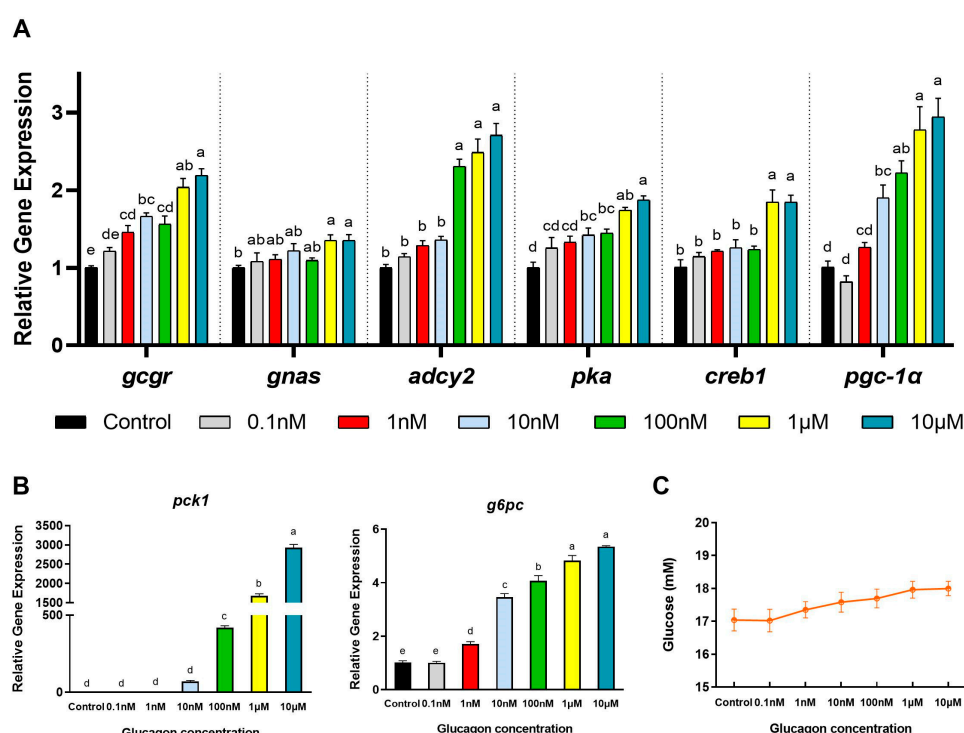 A
Relative Gene Expression
3
2
1
0
e de cd bc cd ab a
b ab ab ab ab a a
b b b b a a a
d cd cd bc bc ab a
b b b b b a a
d d cd bc ab a a
gcgr gnas adcy2 pka creb1 pgc-1α
Control 0.1nM 1nM 10nM 100nM 1µM 10µM
B
pck1
Relative Gene Expression
3500
3000
2500
2000
1500
500
0
d d d d c b a
Control 0.1nM 1nM 10nM 100nM 1µM 10µM
Glucagon concentration
g6pc
Relative Gene Expression
6
4
2
0
e e d c b a a
Control 0.1nM 1nM 10nM 100nM 1µM 10µM
Glucagon concentration
C
Glucose (mM)
20
19
18
17
16
15
Control 0.1nM 1nM 10nM 100nM 1µM 10µM
Glucagon concentration